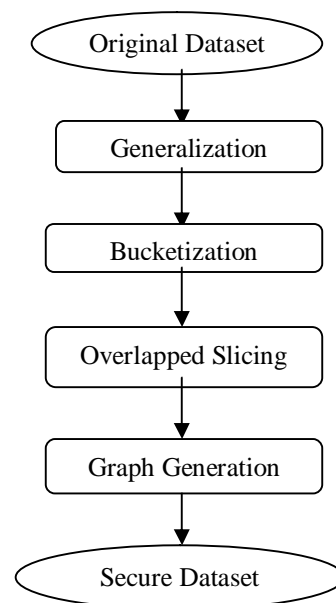 Original Dataset
Generalization
Bucketization
Overlapped Slicing
Graph Generation
Secure Dataset